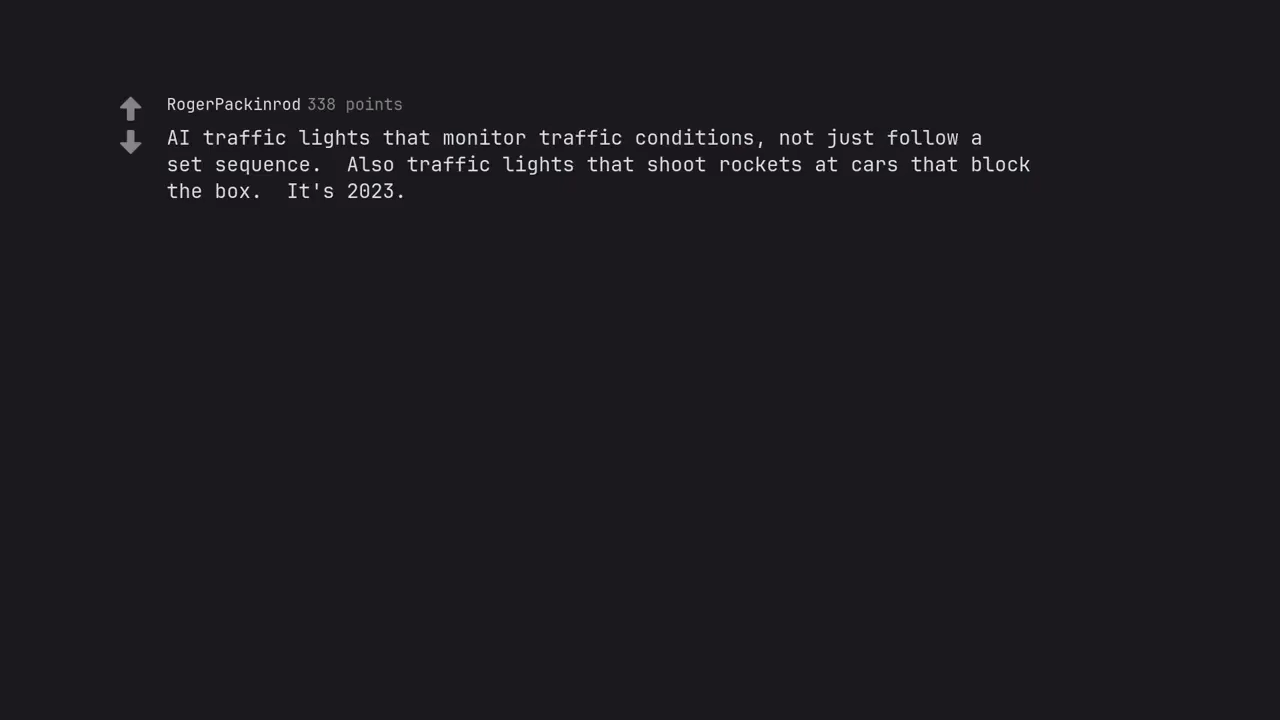 RogerPackinrod 338 points
AI traffic lights that monitor traffic conditions, not just follow a
set sequence.  Also traffic lights that shoot rockets at cars that block
the box.  It's 2023.